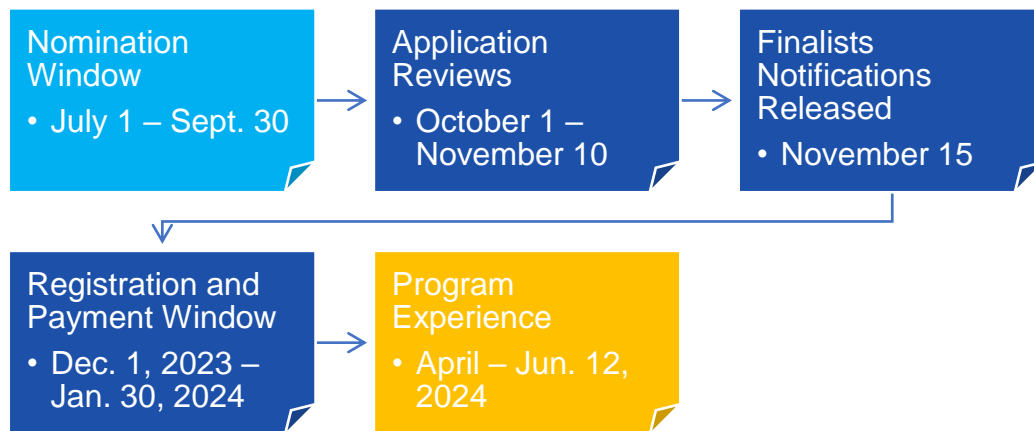 Nomination
Window
• July 1 – Sept. 30
Application
Reviews
• October 1 –
November 10
Finalists
Notifications
Released
• November 15
Registration and
Payment Window
• Dec. 1, 2023 –
Jan. 30, 2024
Program
Experience
• April – Jun. 12,
2024